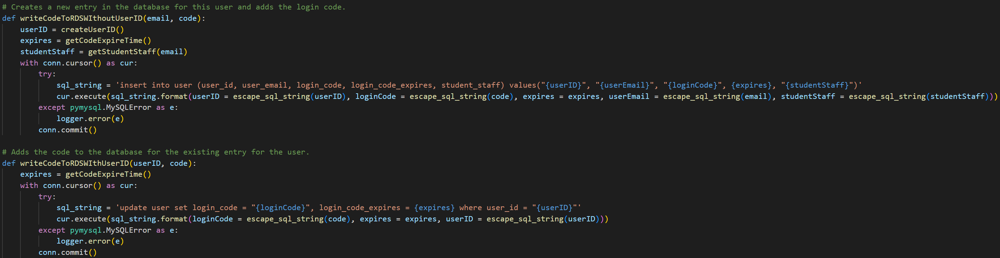 # Creates a new entry in the database for this user and adds the login code.
def writeCodeToRDSWIthoutUserID(email, code):
    userID = createUserID()
    expires = getCodeExpireTime()
    studentStaff = getStudentStaff(email)
    with conn.cursor() as cur:
        try:
            sql_string = 'insert into user (user_id, user_email, login_code, login_code_expires, student_staff) values("{userID}", "{userEmail}", "{loginCode}", {expires}, "{studentStaff}")'
            cur.execute(sql_string.format(userID = escape_sql_string(userID), loginCode = escape_sql_string(code), expires = expires, userEmail = escape_sql_string(email), studentStaff = escape_sql_string(studentStaff)))
        except pymysql.MySQLError as e:
            logger.error(e)
        conn.commit()

# Adds the code to the database for the existing entry for the user.
def writeCodeToRDSWIthUserID(userID, code):
    expires = getCodeExpireTime()
    with conn.cursor() as cur:
        try:
            sql_string = 'update user set login_code = "{loginCode}", login_code_expires = {expires} where user_id = "{userID}"'
            cur.execute(sql_string.format(loginCode = escape_sql_string(code), expires = expires, userID = escape_sql_string(userID)))
        except pymysql.MySQLError as e:
            logger.error(e)
        conn.commit()